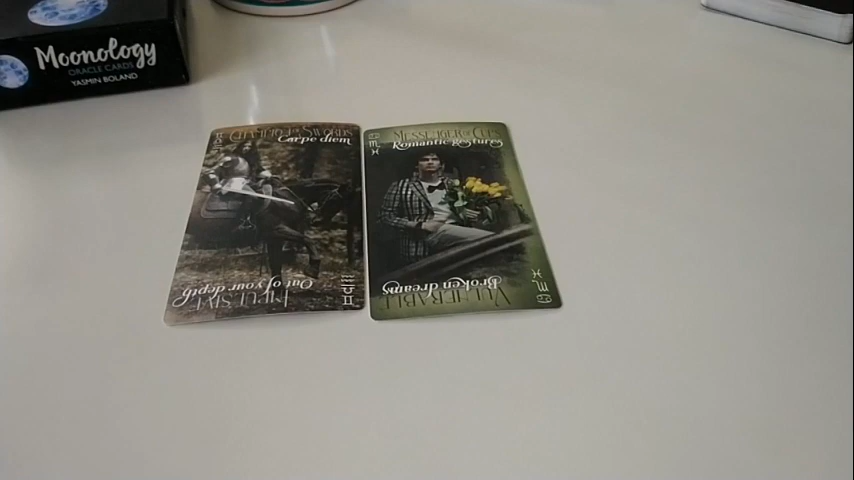 Moonology
ORACLE CARDS
YASMIN BOLAND
CHAMPION OF SWORDS
Carpe diem
Out of your depth
IMPULSIVE
MESSENGER OF CUPS
Romantic gestures
Broken dreams
VULNERABLE